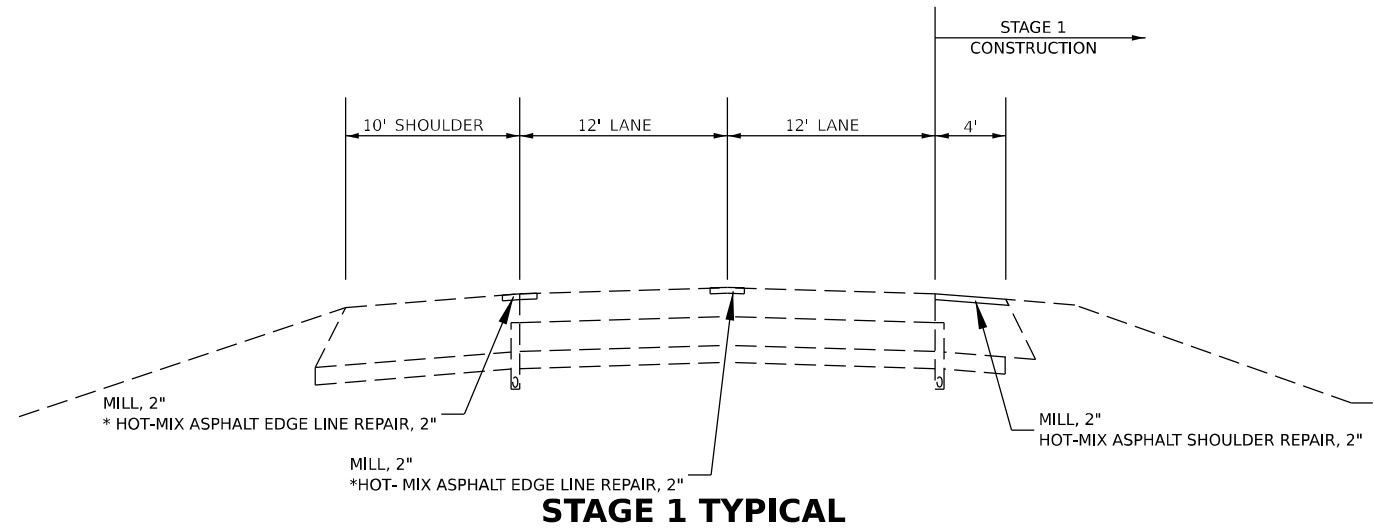 STAGE 1
CONSTRUCTION
10' SHOULDER
12' LANE
12' LANE
4'
MILL, 2"
* HOT-MIX ASPHALT EDGE LINE REPAIR, 2"
MILL, 2"
HOT-MIX ASPHALT SHOULDER REPAIR, 2"
MILL, 2"
*HOT- MIX ASPHALT EDGE LINE REPAIR, 2"
STAGE 1 TYPICAL